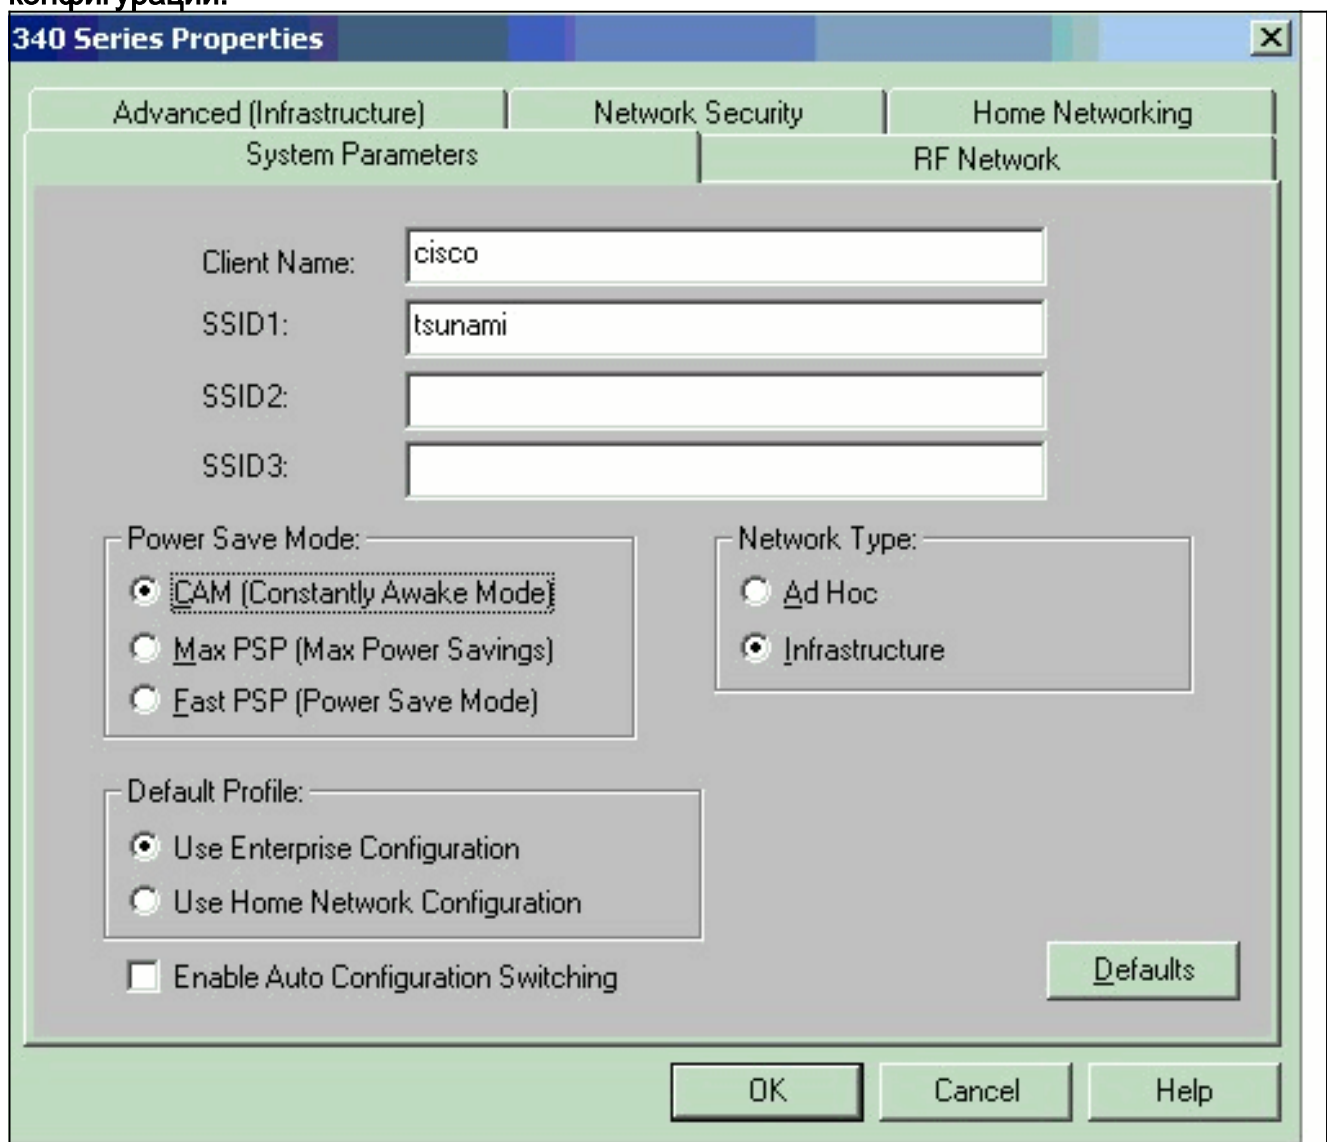 конфигурации.
340 Series Properties
Advanced (Infrastructure) Network Security Home Networking
System Parameters RF Network
Client Name: cisco
SSID1: tsunami
SSID2:
SSID3:
Power Save Mode:
CAM (Constantly Awake Mode)
Max PSP (Max Power Savings)
Fast PSP (Power Save Mode)
Network Type:
Ad Hoc
Infrastructure
Default Profile:
Use Enterprise Configuration
Use Home Network Configuration
Enable Auto Configuration Switching
Defaults
OK Cancel Help